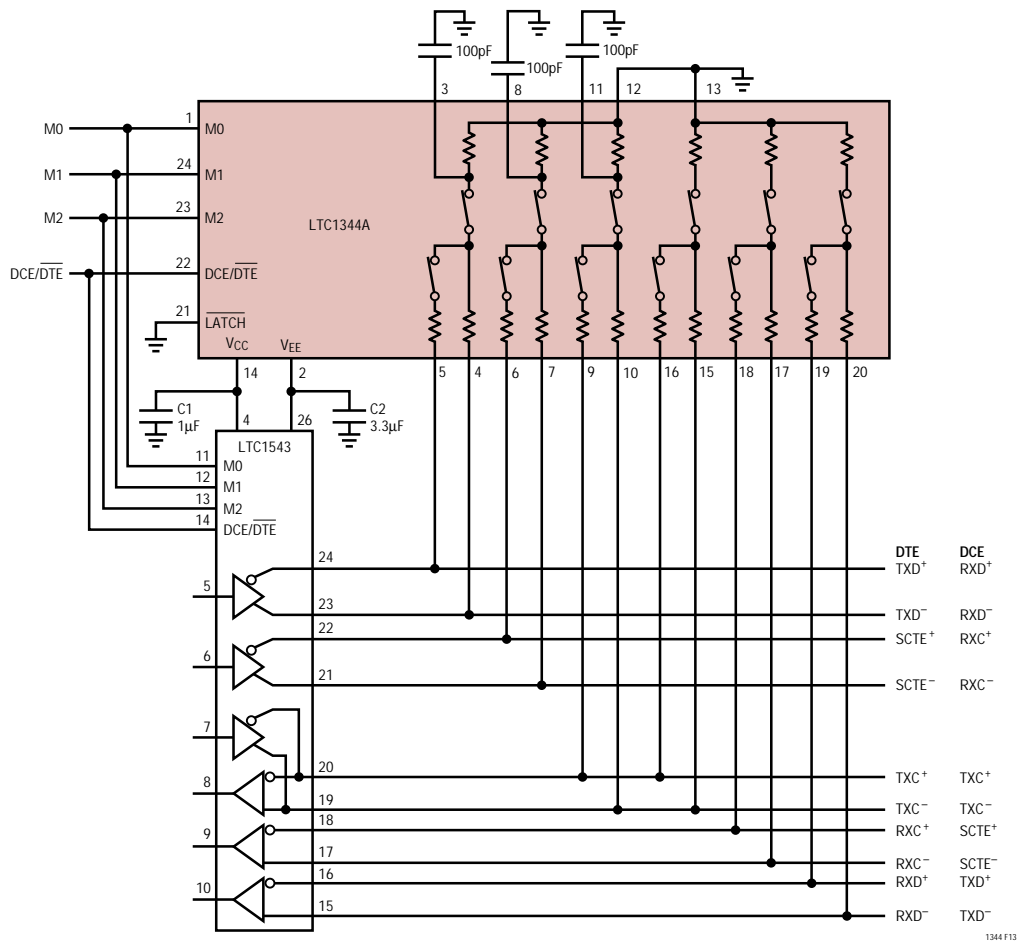 100pF
100pF
100pF
3
8
11
12
13
M0
1
M0
M1
24
M1
M2
23
M2
LTC1344A
DCE/DTE
22
DCE/DTE
21
LATCH
VCC
VEE
14
2
5
4
6
7
9
10
16
15
18
17
19
20
C1
1µF
4
26
C2
3.3µF
LTC1543
11
M0
12
M1
13
M2
14
DCE/DTE
DTE DCE
24
TXD+ RXD+
5
23
TXD– RXD–
22
SCTE+ RXC+
6
21
SCTE– RXC–
7
20
TXC+ TXC+
8
19
TXC– TXC–
18
RXC+ SCTE+
9
17
RXC– SCTE–
16
RXD+ TXD+
10
15
RXD– TXD–
1344 F13